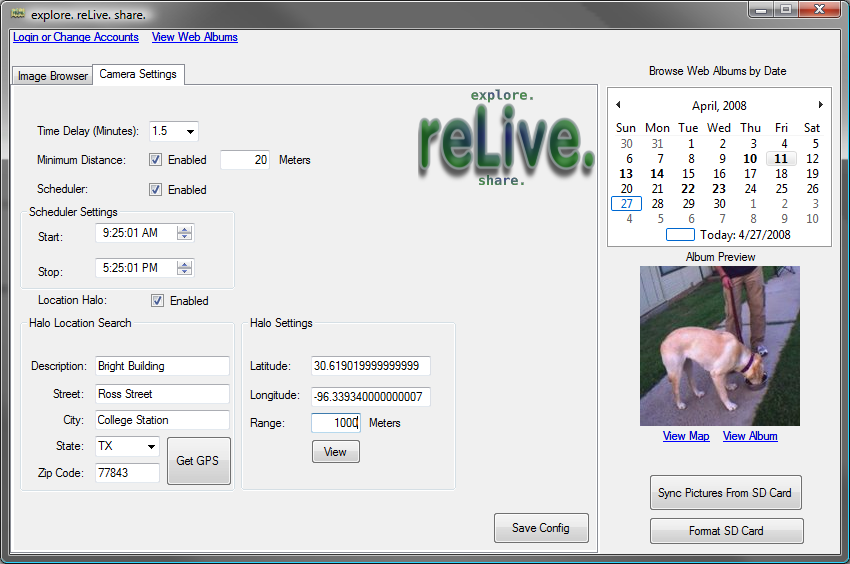 explore. reLive. share.
Login or Change Accounts View Web Albums
Image Browser Camera Settings
explore.
reLive.
share.
Time Delay (Minutes): 1.5
Minimum Distance: Enabled 20 Meters
Scheduler: Enabled
Scheduler Settings
Start: 9:25:01 AM
Stop: 5:25:01 PM
Location Halo: Enabled
Halo Location Search
Description: Bright Building
Street: Ross Street
City: College Station
State: TX
Zip Code: 77843
Get GPS
Halo Settings
Latitude: 30.619019999999999
Longitude: -96.339340000000007
Range: 1000 Meters
View
Save Config
Browse Web Albums by Date
April, 2008
Sun Mon Tue Wed Thu Fri Sat
30 31 1 2 3 4 5
6 7 8 9 10 11 12
13 14 15 16 17 18 19
20 21 22 23 24 25 26
27 28 29 30 1 2 3
4 5 6 7 8 9 10
Today: 4/27/2008
Album Preview
View Map View Album
Sync Pictures From SD Card
Format SD Card